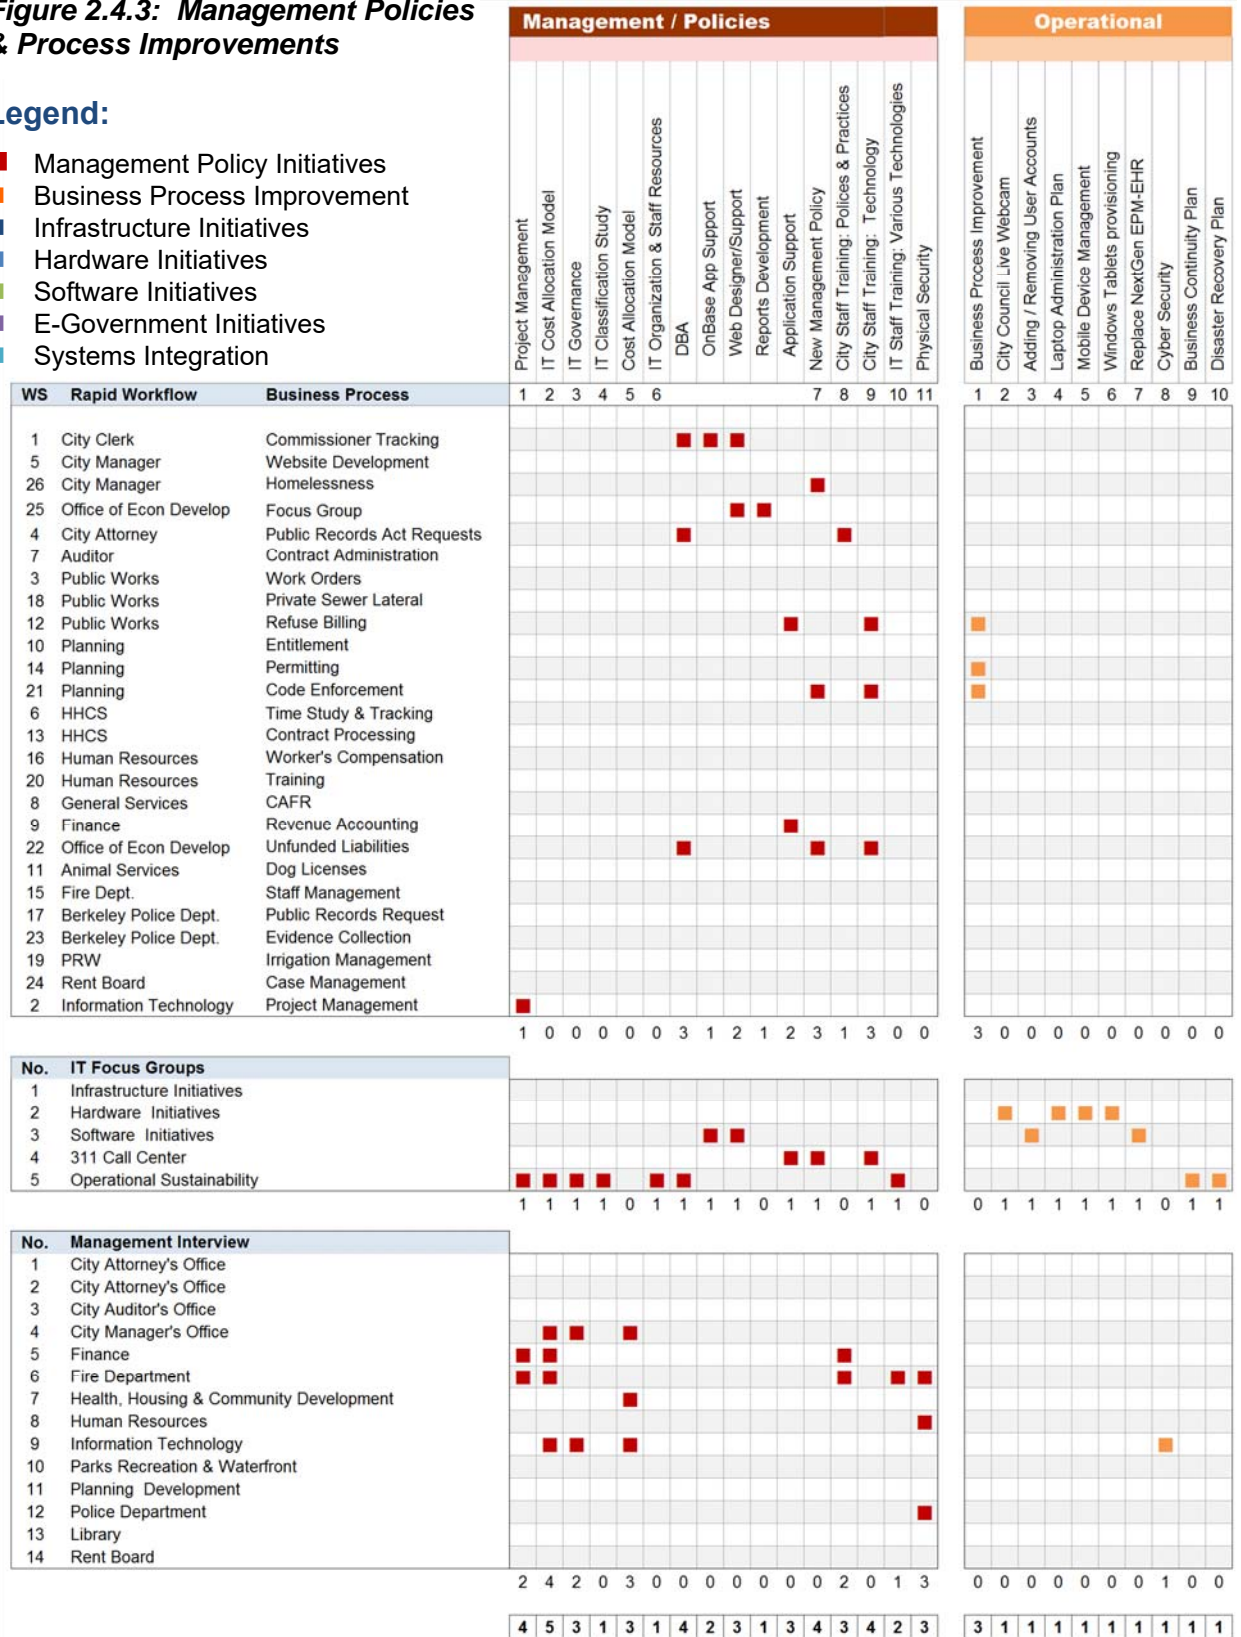 Figure 2.4.3: Management Policies
& Process Improvements
Legend:
Management Policy Initiatives
Business Process Improvement
Infrastructure Initiatives
Hardware Initiatives
Software Initiatives
E-Government Initiatives
Systems Integration
Management / Policies
Operational
Project Management
IT Cost Allocation Model
IT Governance
IT Classification Study
Cost Allocation Model
IT Organization & Staff Resources
DBA
OnBase App Support
Web Designer/Support
Reports Development
Application Support
New Management Policy
City Staff Training: Polices & Practices
City Staff Training: Technology
IT Staff Training: Various Technologies
Physical Security
Business Process Improvement
City Council Live Webcam
Adding / Removing User Accounts
Laptop Administration Plan
Mobile Device Management
Windows Tablets provisioning
Replace NextGen EPM-EHR
Cyber Security
Business Continuity Plan
Disaster Recovery Plan
WS Rapid Workflow Business Process 1 2 3 4 5 6 7 8 9 10 11 1 2 3 4 5 6 7 8 9 10
1 City Clerk Commissioner Tracking
5 City Manager Website Development
26 City Manager Homelessness
25 Office of Econ Develop Focus Group
4 City Attorney Public Records Act Requests
7 Auditor Contract Administration
3 Public Works Work Orders
18 Public Works Private Sewer Lateral
12 Public Works Refuse Billing
10 Planning Entitlement
14 Planning Permitting
21 Planning Code Enforcement
6 HHCS Time Study & Tracking
13 HHCS Contract Processing
16 Human Resources Worker's Compensation
20 Human Resources Training
8 General Services CAFR
9 Finance Revenue Accounting
22 Office of Econ Develop Unfunded Liabilities
11 Animal Services Dog Licenses
15 Fire Dept. Staff Management
17 Berkeley Police Dept. Public Records Request
23 Berkeley Police Dept. Evidence Collection
19 PRW Irrigation Management
24 Rent Board Case Management
2 Information Technology Project Management
1 0 0 0 0 0 3 1 2 1 2 3 1 3 0 0 3 0 0 0 0 0 0 0 0 0
No. IT Focus Groups
1 Infrastructure Initiatives
2 Hardware Initiatives
3 Software Initiatives
4 311 Call Center
5 Operational Sustainability
1 1 1 1 0 1 1 1 1 0 1 1 0 1 1 0 0 1 1 1 1 1 1 0 1 1
No. Management Interview
1 City Attorney's Office
2 City Attorney's Office
3 City Auditor's Office
4 City Manager's Office
5 Finance
6 Fire Department
7 Health, Housing & Community Development
8 Human Resources
9 Information Technology
10 Parks Recreation & Waterfront
11 Planning Development
12 Police Department
13 Library
14 Rent Board
2 4 2 0 3 0 0 0 0 0 0 0 2 0 1 3 0 0 0 0 0 0 0 1 0 0
4 5 3 1 3 1 4 2 3 1 3 4 3 4 2 3 3 1 1 1 1 1 1 1 1 1